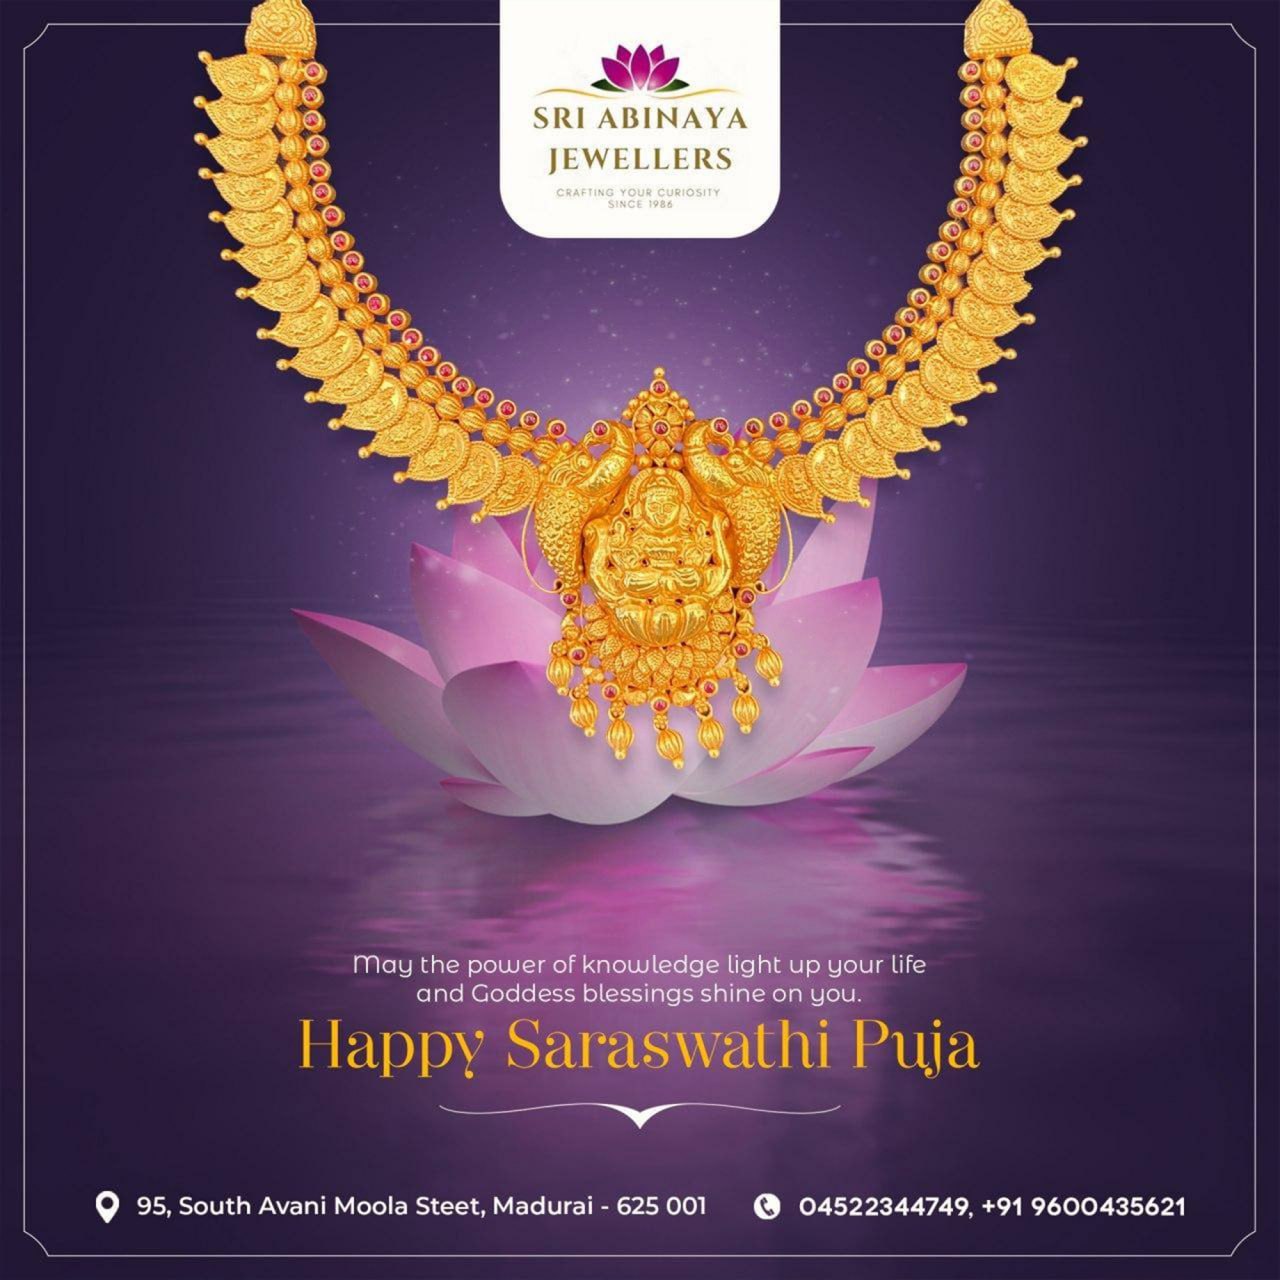 SRI ABINAYA
JEWELLERS
CRAFTING YOUR CURIOSITY
SINCE 1986
May the power of knowledge light up your life
and Goddess blessings shine on you.
Happy Saraswathi Puja
95, South Avani Moola Steet, Madurai - 625 001
04522344749, +91 9600435621